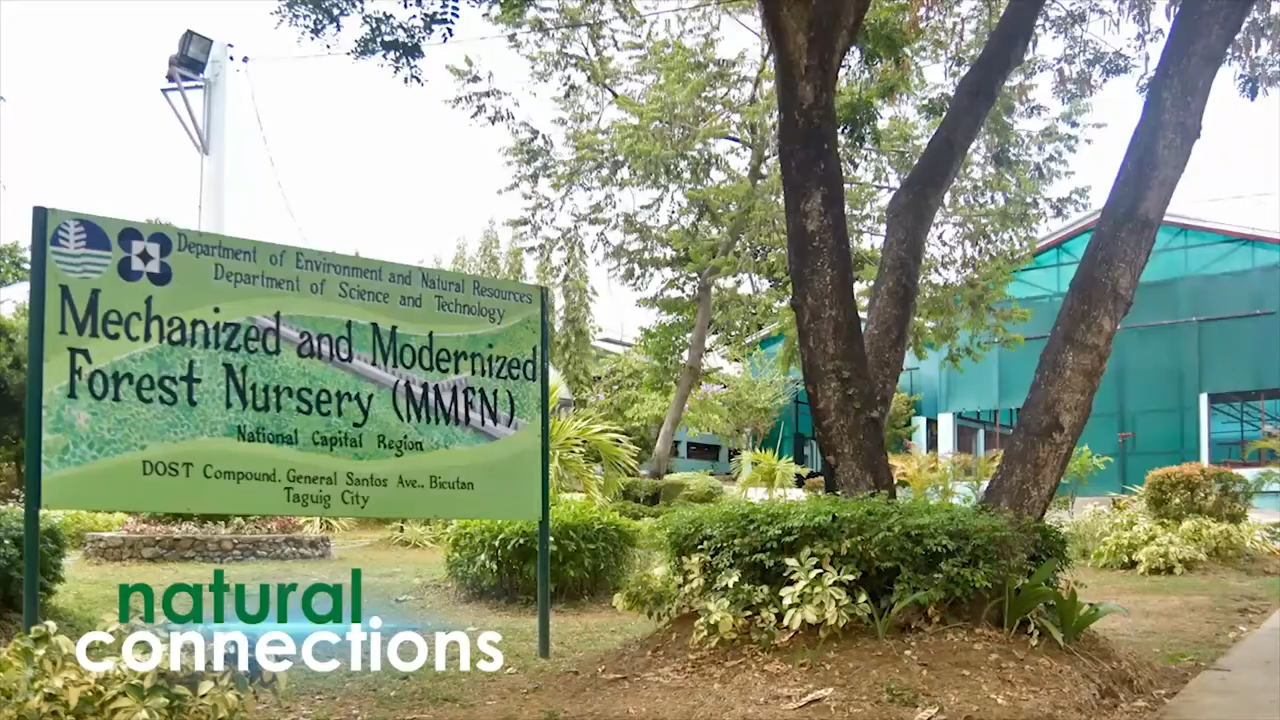 Department of Environment and Natural Resources
Department of Science and Technology
Mechanized and Modernized
Forest Nursery (MMFN)
National Capital Region
DOST Compound. General Santos Ave.. Bicutan
Taguig City
natural
connections